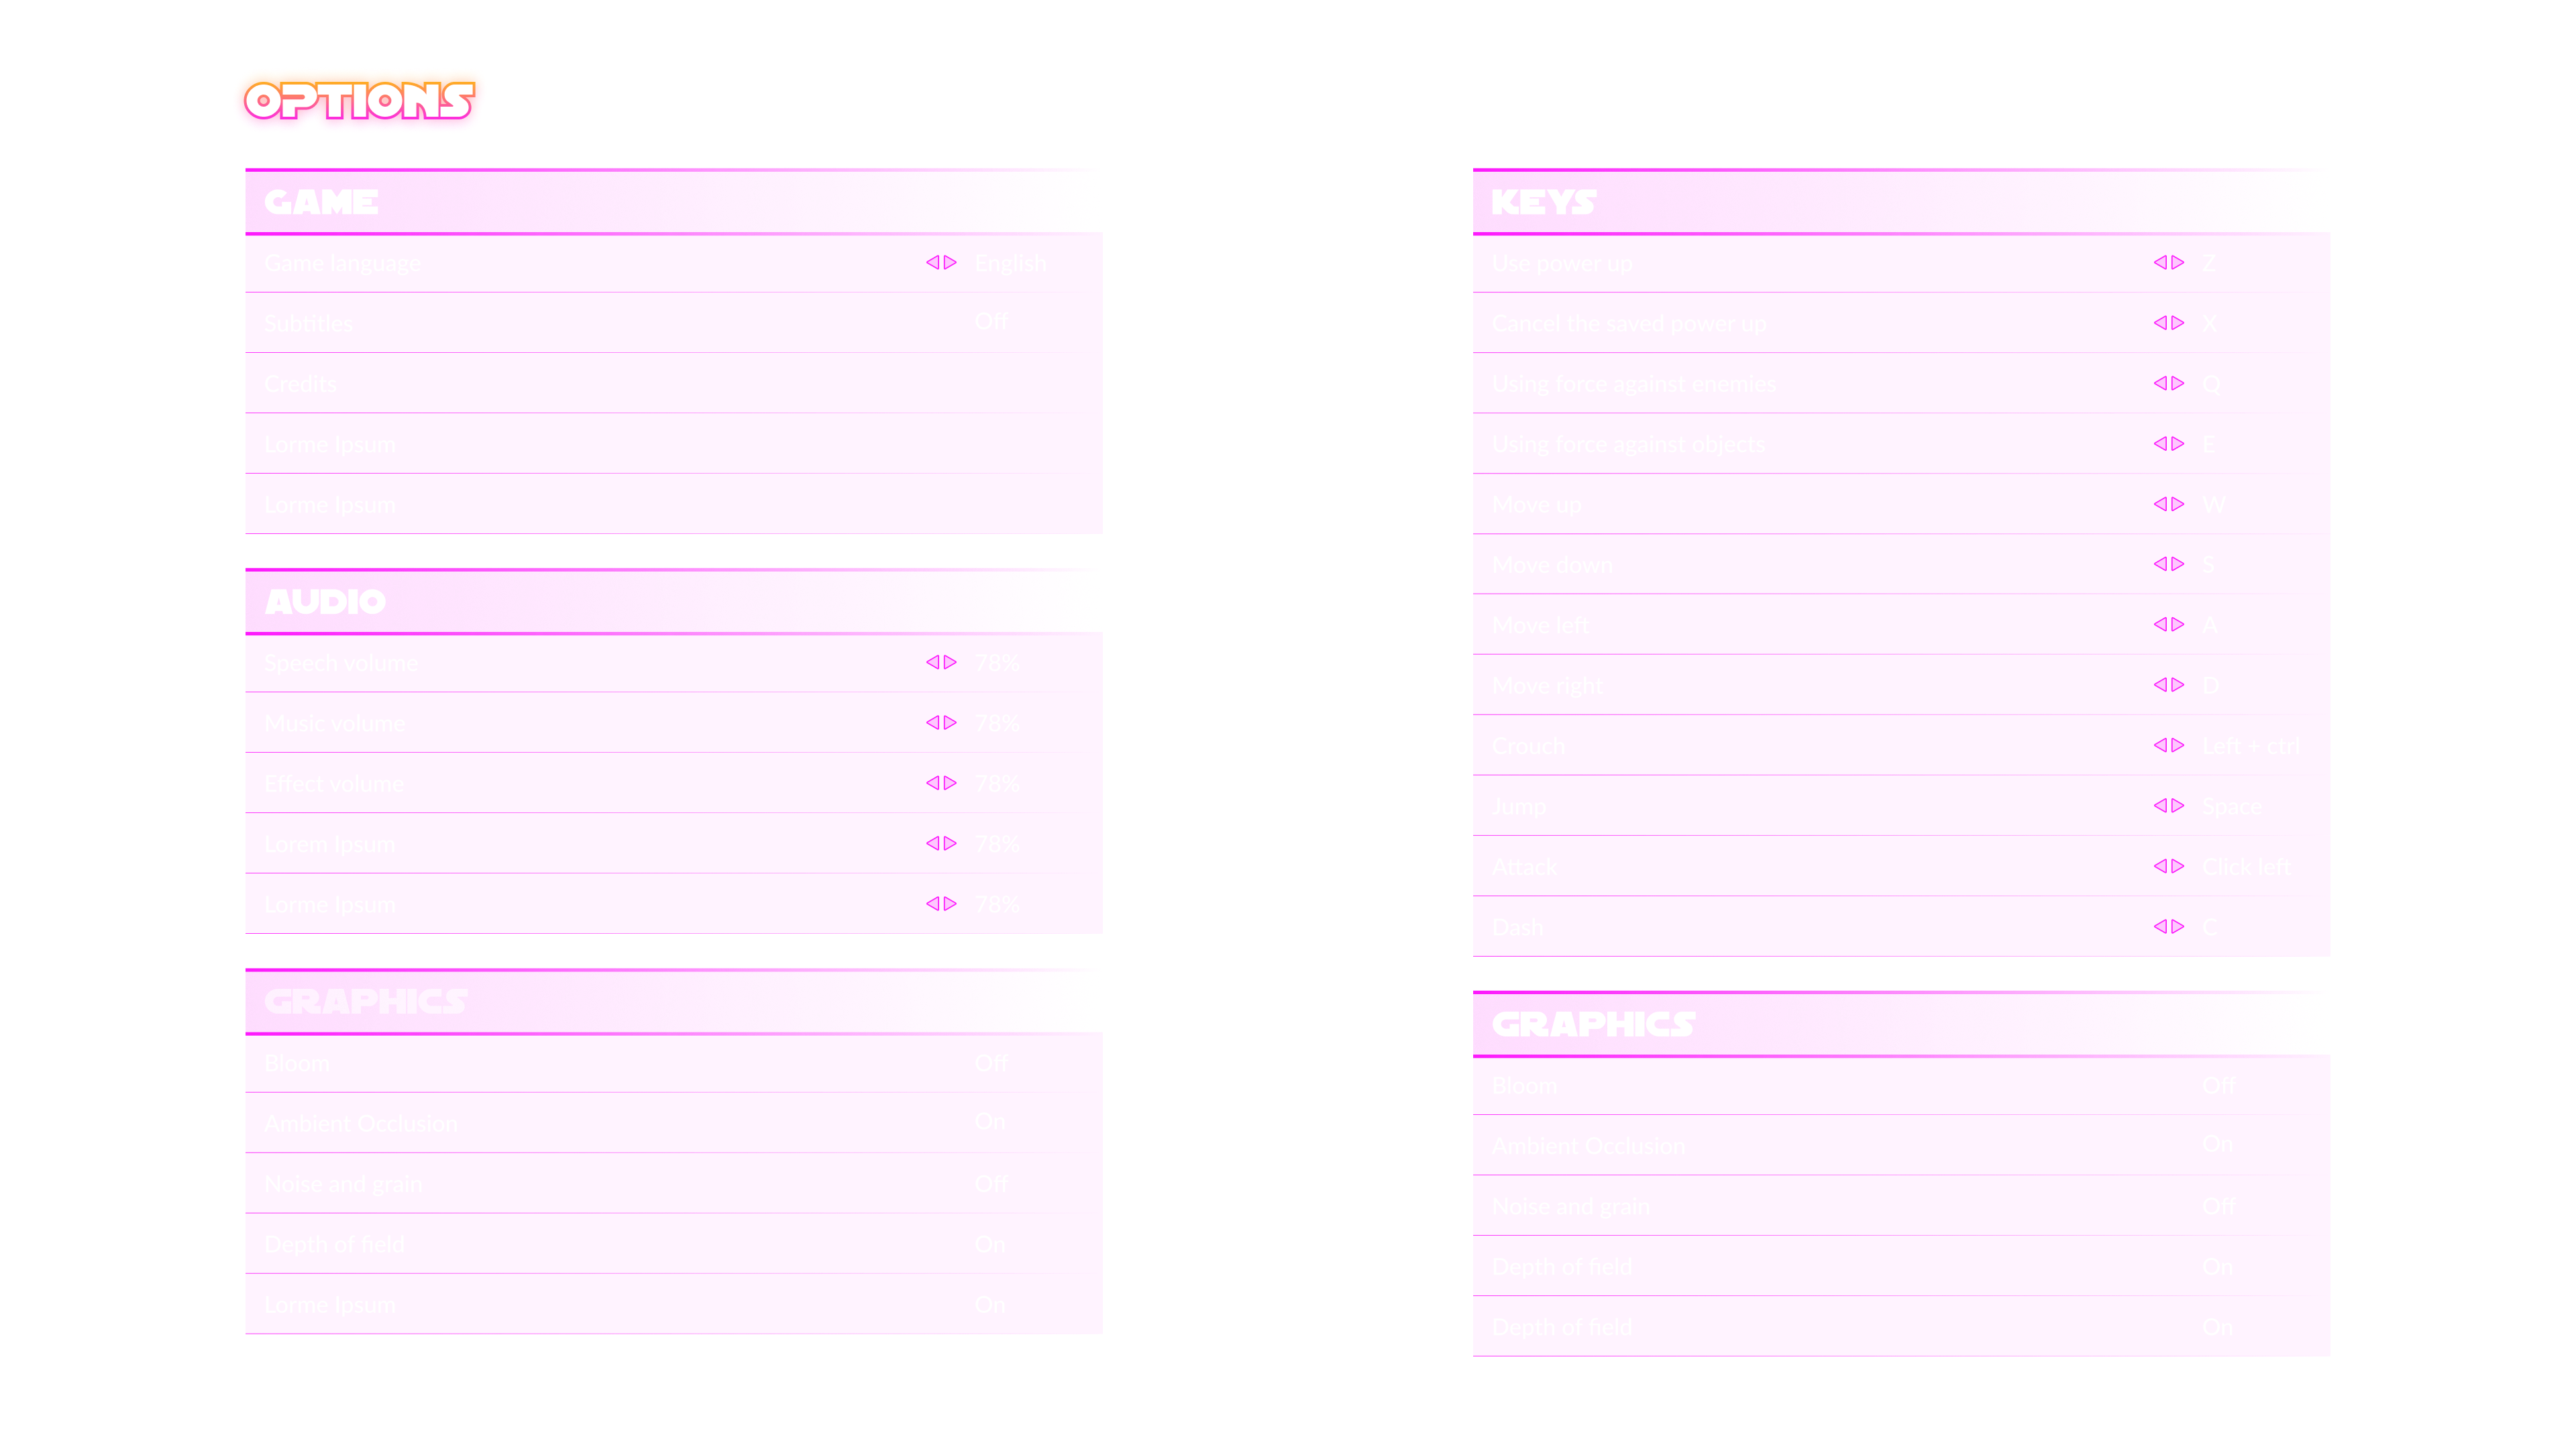 OPTIONS
GAME
Game language English
Subtitles Off
Credits
Lorme Ipsum
Lorme Ipsum
AUDIO
Speech volume 78%
Music volume 78%
Effect volume 78%
Lorem Ipsum 78%
Lorme Ipsum 78%
GRAPHICS
Bloom Off
Ambient Occlusion On
Noise and grain Off
Depth of field On
Lorme Ipsum On
KEYS
Use power up Z
Cancel the saved power up X
Using force against enemies Q
Using force against objects E
Move up W
Move down S
Move left A
Move right D
Crouch Left + ctrl
Jump Space
Attack Click left
Dash C
GRAPHICS
Bloom Off
Ambient Occlusion On
Noise and grain Off
Depth of field On
Depth of field On